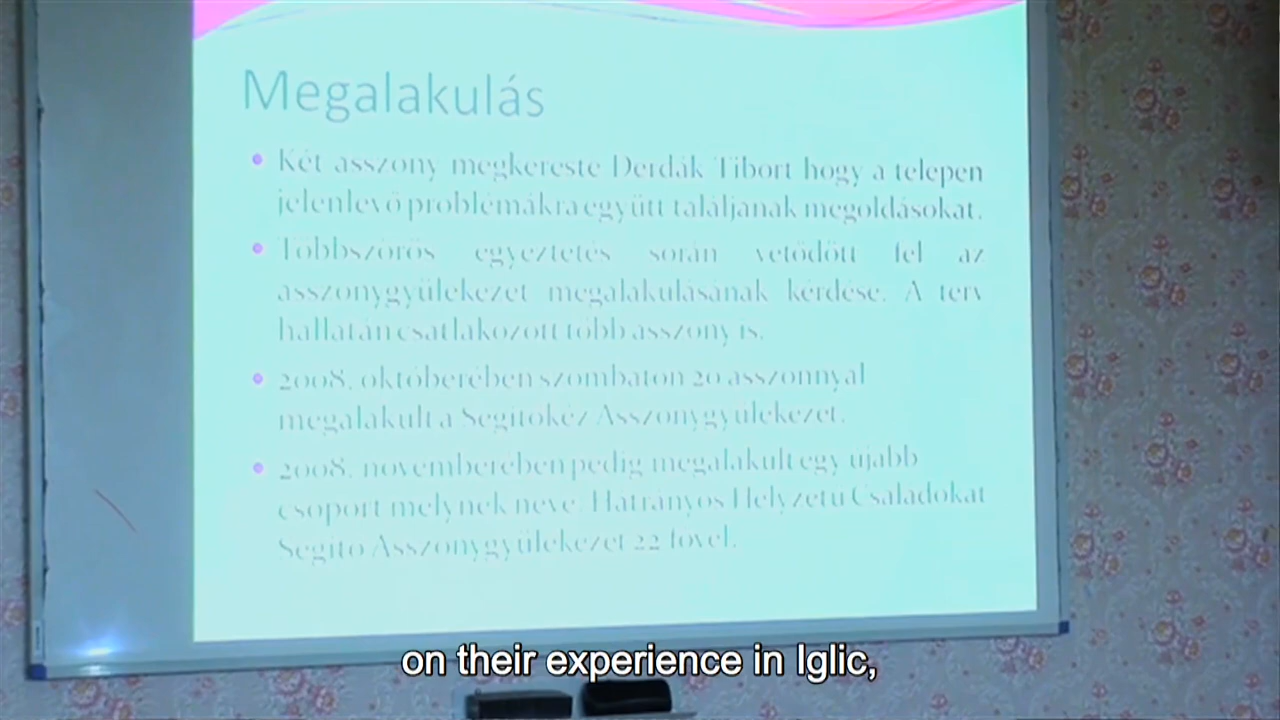 Megalakulás
• Két asszony megkereste Derdák Tibort hogy a telepen
jelenlevő problémákra együtt találjanak megoldásokat.
• Többszörös egyeztetés során vetődött fel az
asszonygyülekezet megalakulásának kérdése. A terv
hallatán csatlakozott több asszony is.
• 2008. októberében szombaton 20 asszonnyal
megalakult a Segítőkéz Asszonygyülekezet.
• 2008. novemberében pedig megalakult egy újabb
csoport melynek neve: Hátrányos Helyzetű Családokat
Segítő Asszonygyülekezet 22 fővel.
on their experience in Iglic,